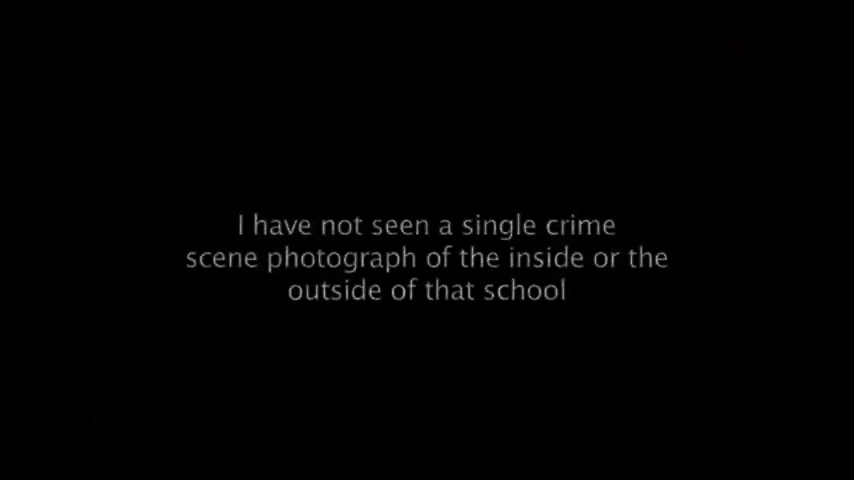 I have not seen a single crime
scene photograph of the inside or the
outside of that school